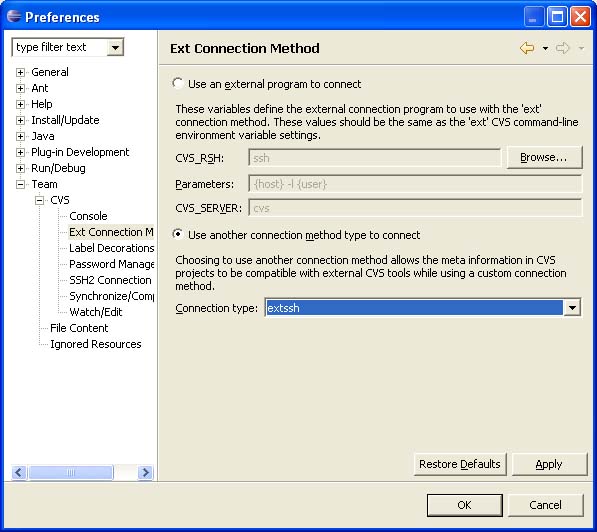 Preferences
type filter text
General
Ant
Help
Install/Update
Java
Plug-in Development
Run/Debug
Team
CVS
Console
Ext Connection M
Label Decorations
Password Manage
SSH2 Connection
Synchronize/Comp
Watch/Edit
File Content
Ignored Resources
Ext Connection Method
Use an external program to connect
These variables define the external connection program to use with the 'ext'
connection method. These values should be the same as the 'ext' CVS command-line
environment variable settings.
CVS_RSH: ssh Browse...
Parameters: {host} -l {user}
CVS_SERVER: cvs
Use another connection method type to connect
Choosing to use another connection method allows the meta information in CVS
projects to be compatible with external CVS tools while using a custom connection
method.
Connection type: extssh
Restore Defaults Apply
OK Cancel